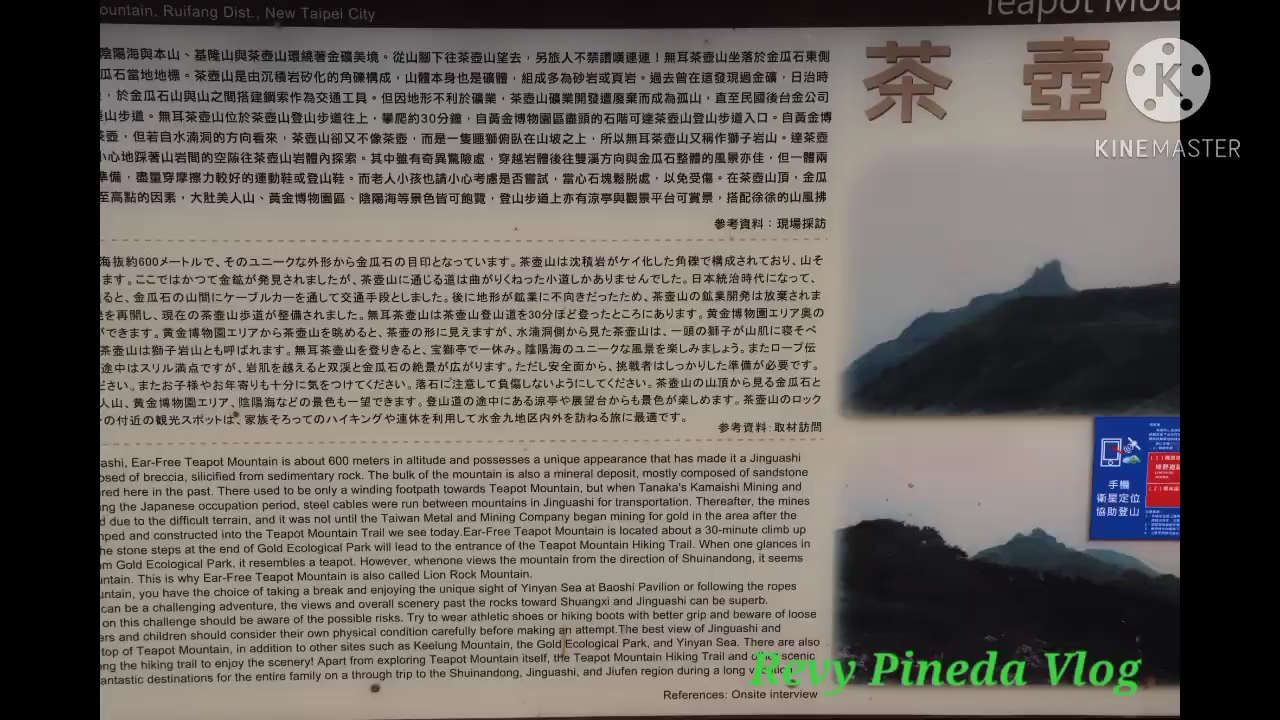 ountain, Ruifang Dist., New Taipei City
Teapot Mou
茶壺
KINEMASTER
陰陽海與本山、基隆山與茶壺山環繞著金礦美境。從山腳下往茶壺山望去，另旅人不禁讚嘆連連！無耳茶壺山坐落於金瓜石東側
瓜石當地地標。茶壺山是由沉積岩矽化的角礫構成，山體本身也是礦體，組成多為砂岩或頁岩。過去曾在這發現過金礦，日治時
，於金瓜石山與山之間搭建鋼索作為交通工具。但因地形不利於礦業，茶壺山礦業開發遭廢棄而成為孤山，直至民國後台金公司
壺山步道。無耳茶壺山位於茶壺山登山步道往上，攀爬約30分鐘，自黃金博物園區盡頭的石階可達茶壺山登山步道入口。自黃金博
茶壺，但若自水湳洞的方向看來，茶壺山卻又不像茶壺，而是一隻睡獅俯臥在山坡之上，所以無耳茶壺山又稱作獅子岩山。達茶壺
小心地踩著山岩間的空隙往茶壺山岩體內探索。其中雖有奇異驚險處，穿越岩體後往雙溪方向與金瓜石整體的風景亦佳，但一體兩
準備，盡量穿摩擦力較好的運動鞋或登山鞋。而老人小孩也請小心考慮是否嘗試，當心石塊鬆脫處，以免受傷。在茶壺山頂，金瓜
至高點的因素，大肚美人山、黃金博物園區、陰陽海等景色皆可飽覽，登山步道上亦有涼亭與觀景平台可賞景，搭配徐徐的山風拂
參考資料：現場採訪
海抜約600メートルで、そのユニークな外形から金瓜石の目印となっています。茶壺山は沈積岩がケイ化した角礫で構成されており、山そ
ます。ここではかつて金鉱が発見されましたが、茶壺山に通じる道は曲がりくねった小道しかありませんでした。日本統治時代になって、
ると、金瓜石の山間にケーブルカーを通して交通手段としました。後に地形が鉱業に不向きだったため、茶壺山の鉱業開発は放棄されま
を再開し、現在の茶壺山歩道が整備されました。無耳茶壺山は茶壺山登山道を30分ほど登ったところにあります。黄金博物園エリア奥の
ができます。黄金博物園エリアから茶壺山を眺めると、茶壺の形に見えますが、水湳洞側から見た茶壺山は、一頭の獅子が山肌に寝そべ
茶壺山は獅子岩山とも呼ばれます。無耳茶壺山を登りきると、宝獅亭で一休み。陰陽海のユニークな風景を楽しみましょう。またロープ伝
途中はスリル満点ですが、岩肌を越えると双渓と金瓜石の絶景が広がります。ただし安全面から、挑戦者はしっかりした準備が必要です。
ださい。またお子様やお年寄りも十分に気をつけてください。落石に注意して負傷しないようにしてください。茶壺山の山頂から見る金瓜石と
人山、黄金博物園エリア、陰陽海などの景色も一望できます。登山道の途中にある涼亭や展望台からも景色が楽しめます。茶壺山のロック
の付近の観光スポットは、家族そろってのハイキングや連休を利用して水金九地区内外を訪ねる旅に最適です。
参考資料:取材訪問
ashi, Ear-Free Teapot Mountain is about 600 meters in altitude and possesses a unique appearance that has made it a Jinguashi
osed of breccia, silicified from sedimentary rock. The bulk of the mountain is also a mineral deposit, mostly composed of sandstone
red here in the past. There used to be only a winding footpath towards Teapot Mountain, but when Tanaka's Kamaishi Mining and
ng the Japanese occupation period, steel cables were run between mountains in Jinguashi for transportation. Thereafter, the mines
d due to the difficult terrain, and it was not until the Taiwan Metal and Mining Company began mining for gold in the area after the
mped and constructed into the Teapot Mountain Trail we see today.Ear-Free Teapot Mountain is located about a 30-minute climb up
he stone steps at the end of Gold Ecological Park will lead to the entrance of the Teapot Mountain Hiking Trail. When one glances in
m Gold Ecological Park, it resembles a teapot. However, whenone views the mountain from the direction of Shuinandong, it seems
untain. This is why Ear-Free Teapot Mountain is also called Lion Rock Mountain.
untain, you have the choice of taking a break and enjoying the unique sight of Yinyan Sea at Baoshi Pavilion or following the ropes
can be a challenging adventure, the views and overall scenery past the rocks toward Shuangxi and Jinguashi can be superb.
on this challenge should be aware of the possible risks. Try to wear athletic shoes or hiking boots with better grip and beware of loose
ers and children should consider their own physical condition carefully before making an attempt.The best view of Jinguashi and
top of Teapot Mountain, in addition to other sites such as Keelung Mountain, the Gold Ecological Park, and Yinyan Sea. There are also
ng the hiking trail to enjoy the scenery! Apart from exploring Teapot Mountain itself, the Teapot Mountain Hiking Trail and scenic
antastic destinations for the entire family on a through trip to the Shuinandong, Jinguashi, and Jiufen region during a long
References: Onsite interview
手機
衛星定位
協助登山
Revy Pineda Vlog